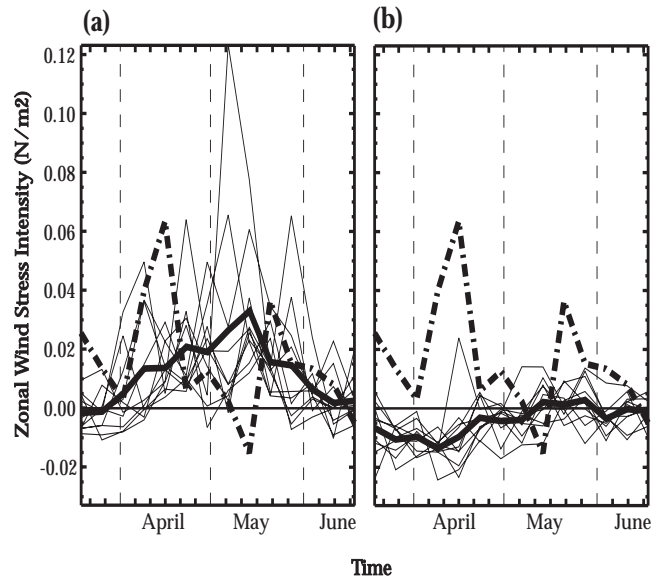 (a) (b)
Zonal Wind Stress Intensity (N/m2)
0.12
0.10
0.08
0.06
0.04
0.02
0.00
-0.02
April May June April May June
Time